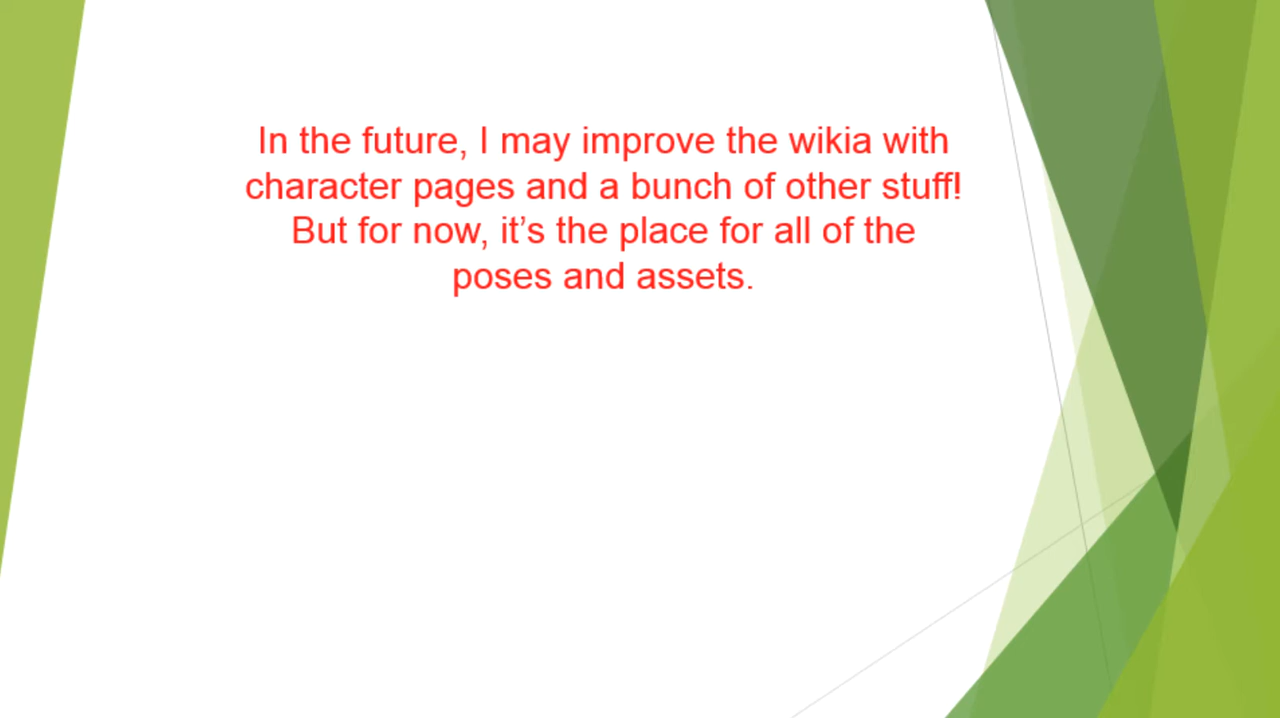 In the future, I may improve the wikia with
character pages and a bunch of other stuff!
But for now, it’s the place for all of the
poses and assets.